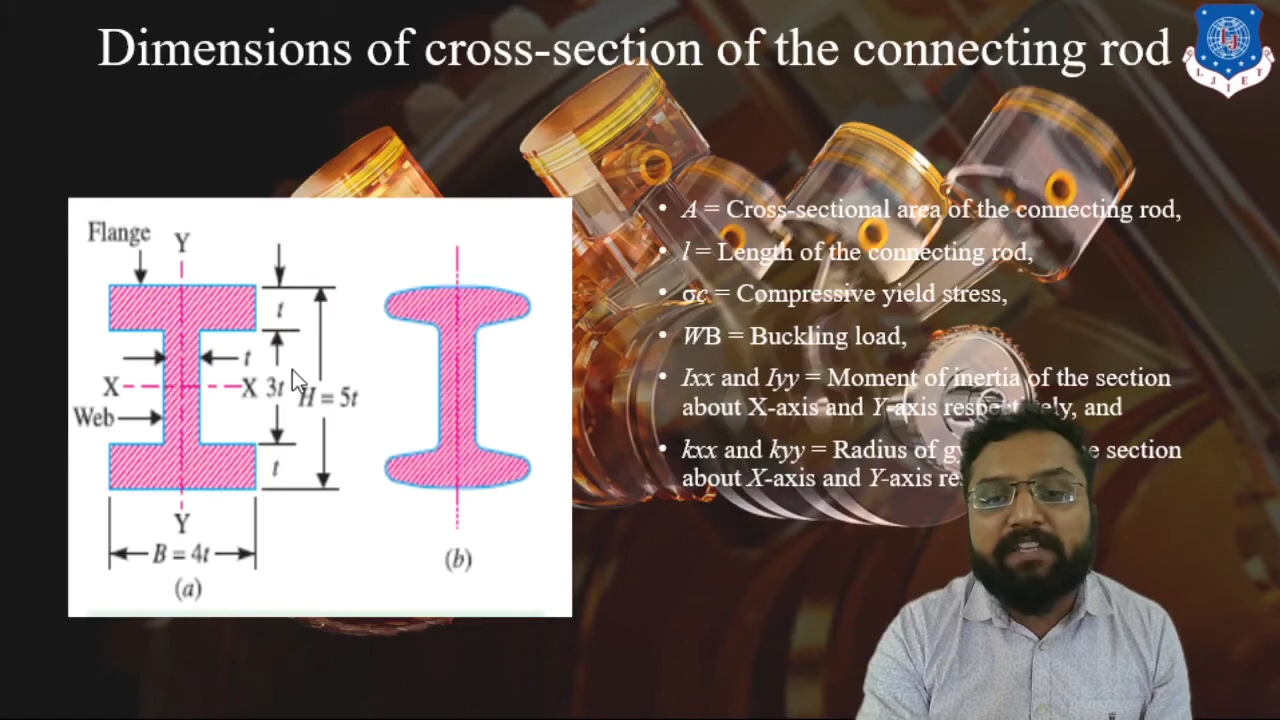 Dimensions of cross-section of the connecting rod
L J I E T
Flange
Y
t
t
X
X
3t
H = 5t
Web
t
Y
B = 4t
(a)
(b)
• A = Cross-sectional area of the connecting rod,
• l = Length of the connecting rod,
• σc = Compressive yield stress,
• WB = Buckling load,
• Ixx and Iyy = Moment of inertia of the section
about X-axis and Y-axis respectively, and
• kxx and kyy = Radius of section
about X-axis and Y-axis